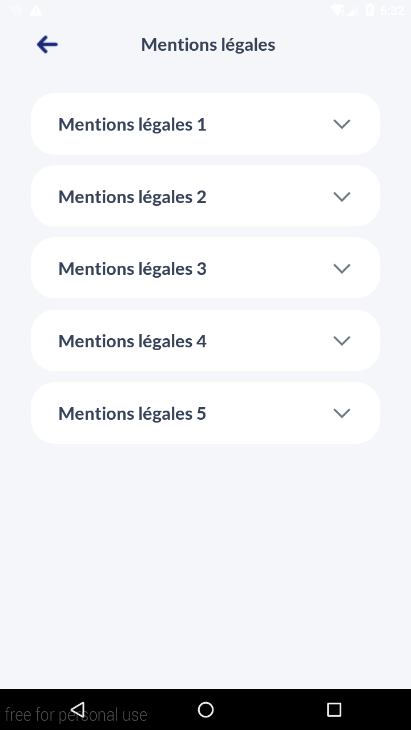 6:32
Mentions légales
Mentions légales 1
Mentions légales 2
Mentions légales 3
Mentions légales 4
Mentions légales 5
free for personal use